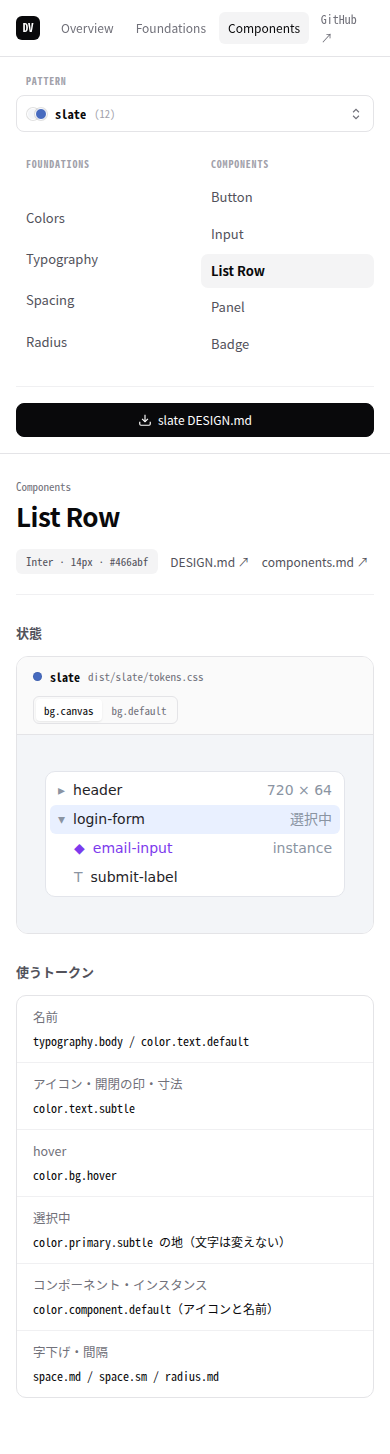 DV Overview Foundations Components GitHub ↗
PATTERN
slate (12)
FOUNDATIONS
Colors
Typography
Spacing
Radius
COMPONENTS
Button
Input
List Row
Panel
Badge
slate DESIGN.md
Components
List Row
Inter · 14px · #466abf DESIGN.md ↗ components.md ↗
状態
slate dist/slate/tokens.css
bg.canvas bg.default
▸ header 720 × 64
▾ login-form 選択中
◆ email-input instance
T submit-label
使うトークン
名前
typography.body / color.text.default
アイコン・開閉の印・寸法
color.text.subtle
hover
color.bg.hover
選択中
color.primary.subtle の地（文字は変えない）
コンポーネント・インスタンス
color.component.default（アイコンと名前）
字下げ・間隔
space.md / space.sm / radius.md